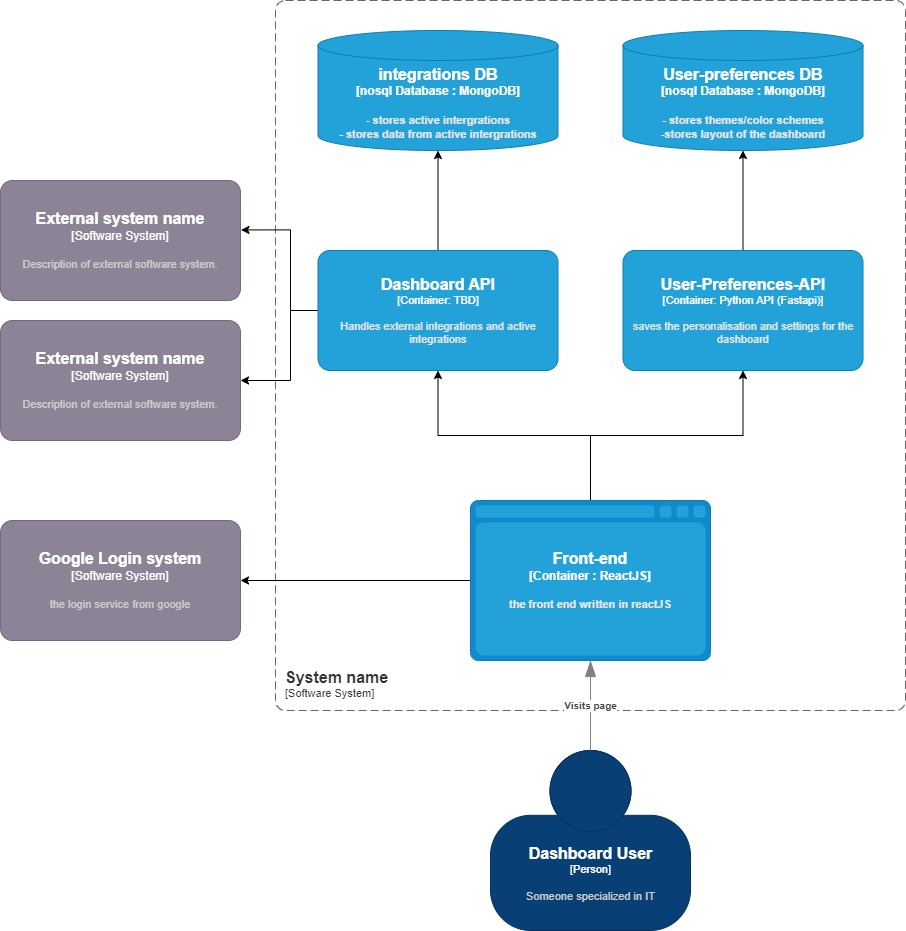 integrations DB
[nosql Database : MongoDB]
- stores active intergrations
- stores data from active intergrations
User-preferences DB
[nosql Database : MongoDB]
- stores themes/color schemes
-stores layout of the dashboard
External system name
[Software System]
Description of external software system.
Dashboard API
[Container: TBD]
Handles external integrations and active
integrations
User-Preferences-API
[Container: Python API (Fastapi)]
saves the personalisation and settings for the
dashboard
External system name
[Software System]
Description of external software system.
Google Login system
[Software System]
the login service from google
Front-end
[Container : ReactJS]
the front end written in reactJS
System name
[Software System]
Visits page
Dashboard User
[Person]
Someone specialized in IT